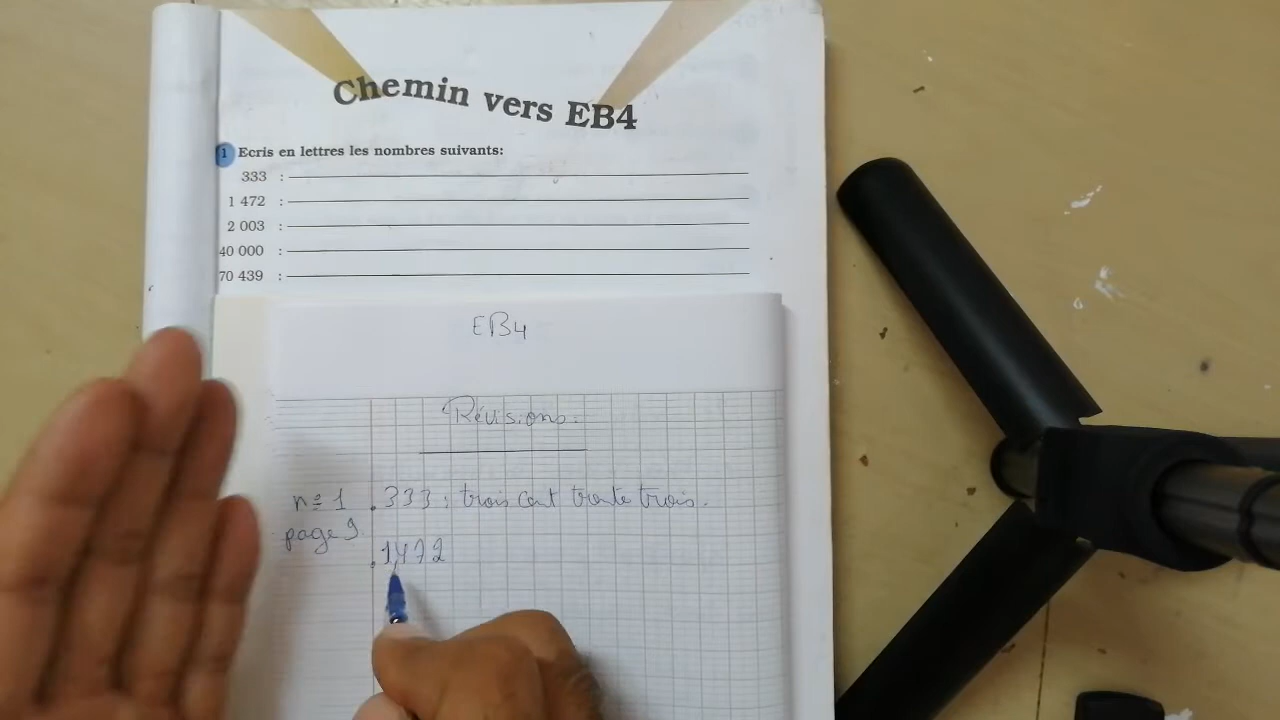 Chemin vers EB4
1 Ecris en lettres les nombres suivants:
333 :
1 472 :
2 003 :
40 000 :
70 439 :
EB4
Révisions:
n° 1 . 333 : trois cent trente trois.
page 9
. 1472